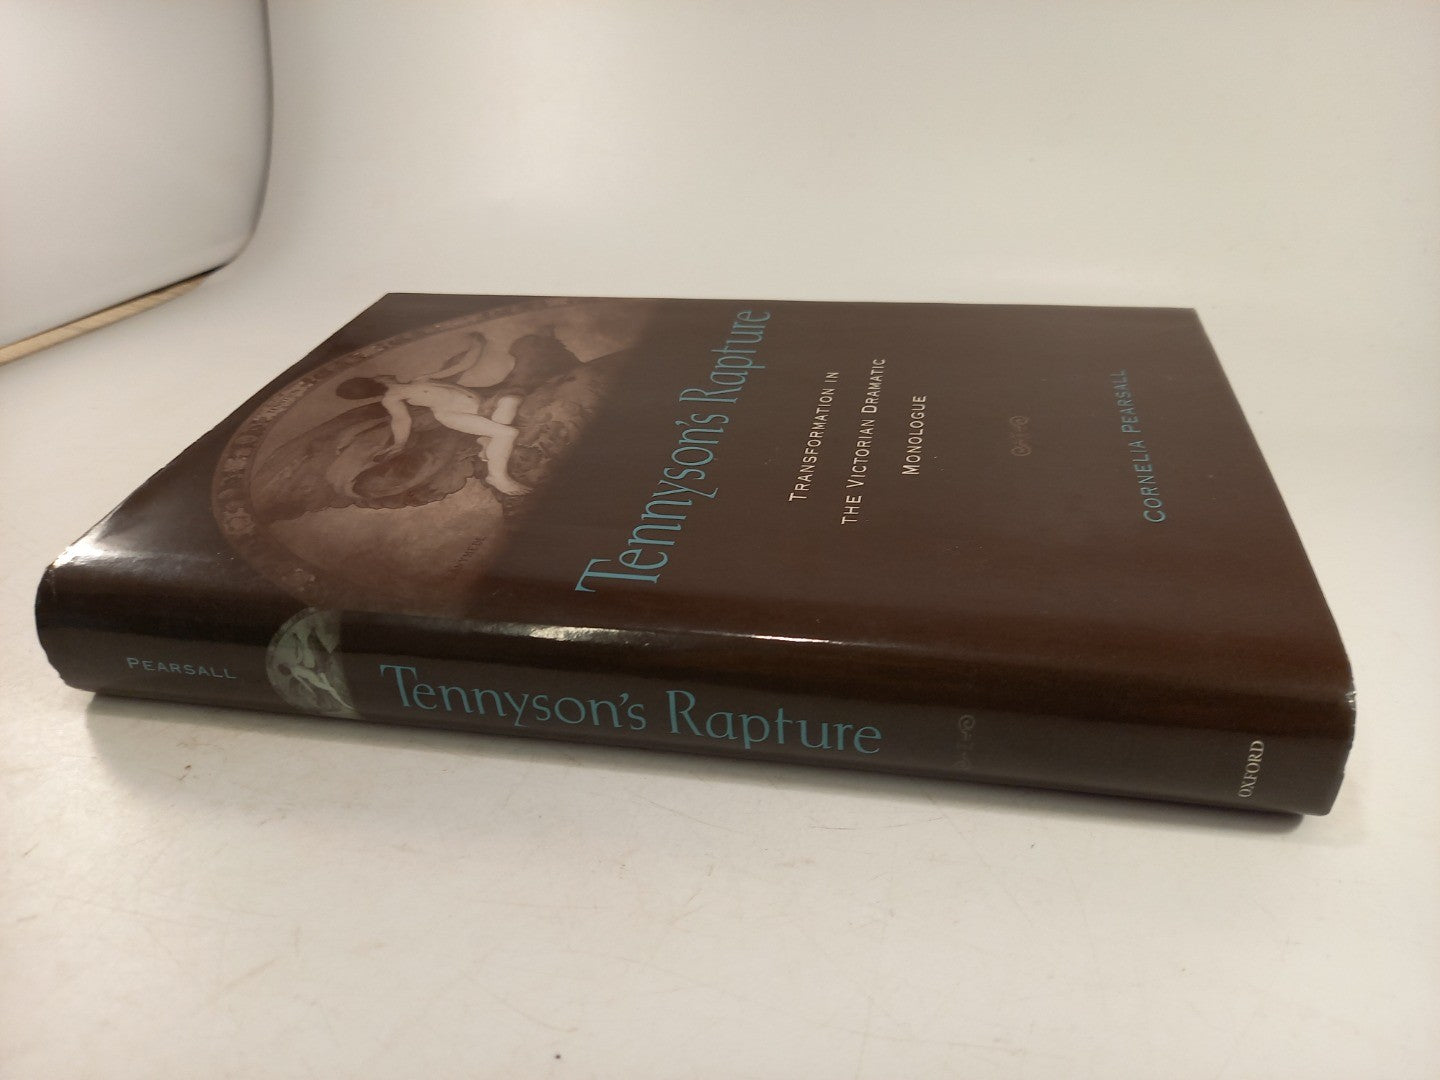 Tennyson's Rapture
TRANSFORMATION IN
THE VICTORIAN DRAMATIC
MONOLOGUE
CORNELIA PEARSALL
PEARSALL
Tennyson's Rapture
OXFORD